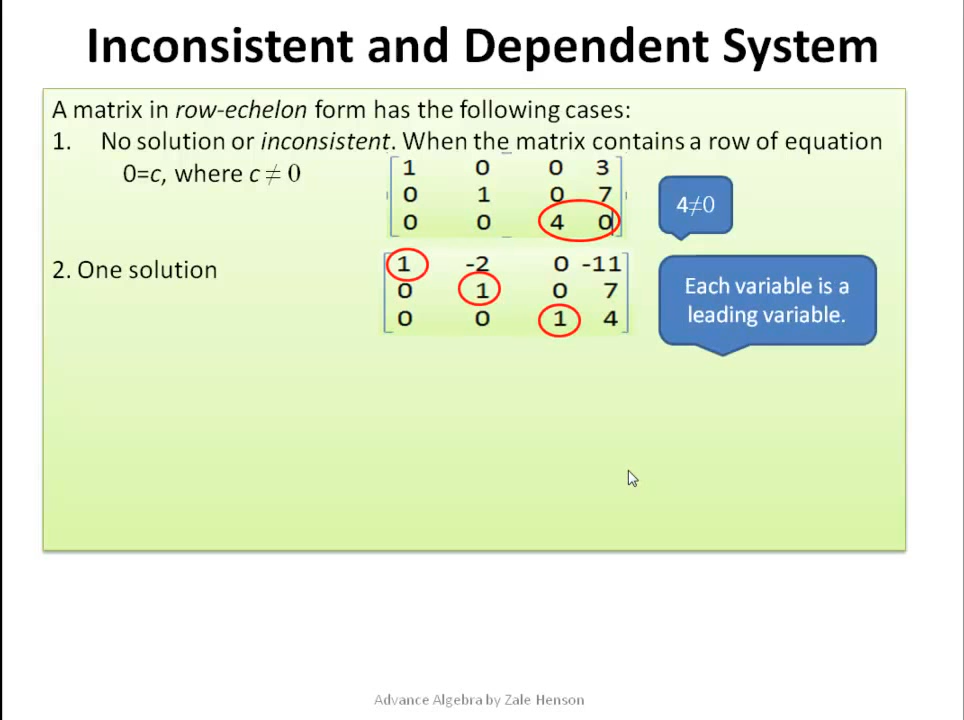 Inconsistent and Dependent System
A matrix in row-echelon form has the following cases:
1. No solution or inconsistent. When the matrix contains a row of equation
0=c, where c ≠ 0
1 0 0 3
0 1 0 7
0 0 4 0
4≠0
2. One solution
1 -2 0 -11
0 1 0 7
0 0 1 4
Each variable is a
leading variable.
Advance Algebra by Zale Henson